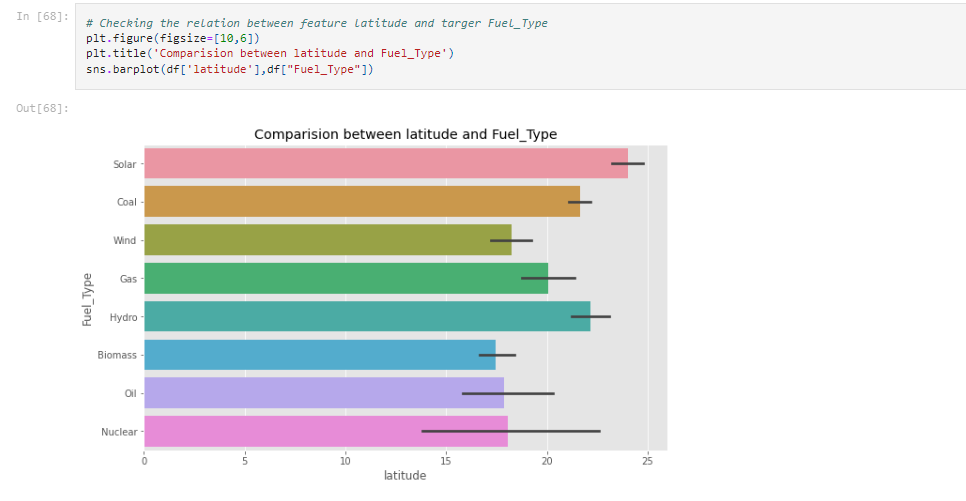 In [68]:
# Checking the relation between feature Latitude and targer Fuel_Type
plt.figure(figsize=[10,6])
plt.title('Comparision between latitude and Fuel_Type')
sns.barplot(df['latitude'],df["Fuel_Type"])
Out[68]:
Comparision between latitude and Fuel_Type
Solar
Coal
Wind
Gas
Hydro
Biomass
Oil
Nuclear
Fuel_Type
0 5 10 15 20 25
latitude